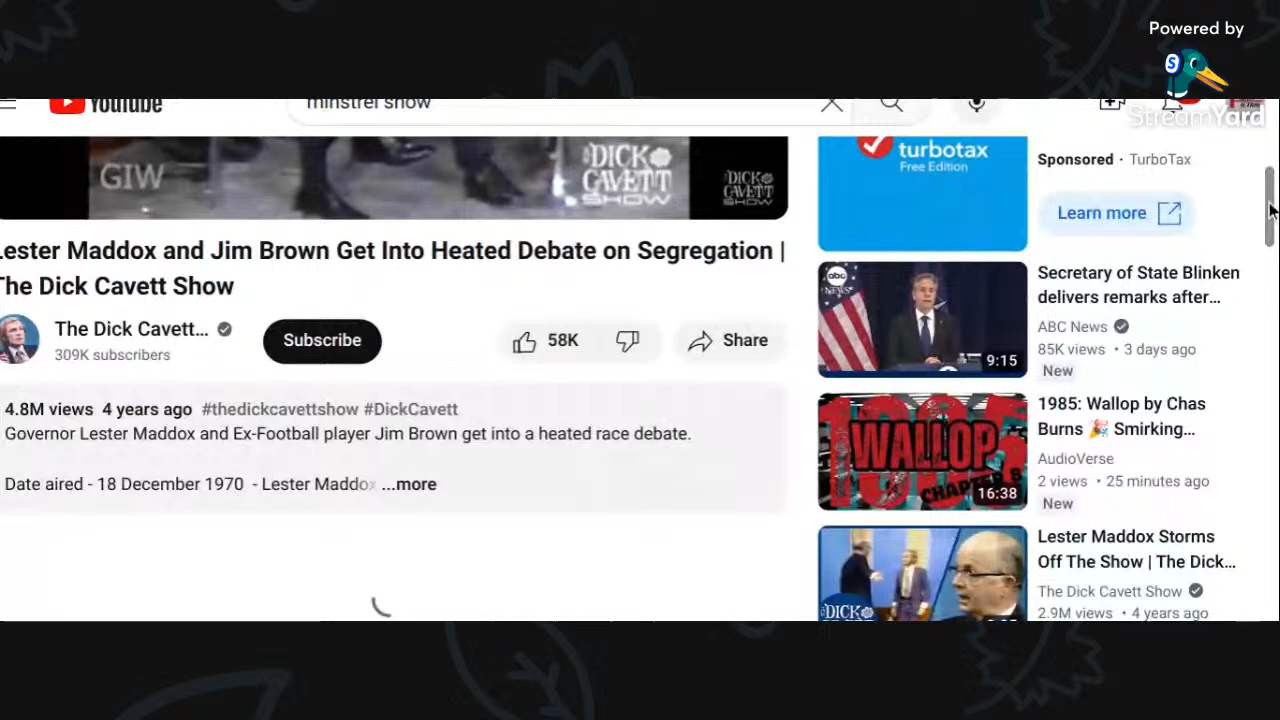 Powered by
StreamYard
YouTube
minstrel show
GIW
DICK
CAVETT
SHOW
DICK
CAVETT
SHOW
Lester Maddox and Jim Brown Get Into Heated Debate on Segregation |
The Dick Cavett Show
The Dick Cavett...
309K subscribers
Subscribe
58K
Share
4.8M views 4 years ago #thedickcavettshow #DickCavett
Governor Lester Maddox and Ex-Football player Jim Brown get into a heated race debate.
Date aired - 18 December 1970 - Lester Maddox ...more
turbotax
Free Edition
Sponsored · TurboTax
Learn more
abc
NEWS
9:15
Secretary of State Blinken
delivers remarks after...
ABC News
85K views • 3 days ago
New
1985
WALLOP
CHAPTER 8
16:38
1985: Wallop by Chas
Burns 🎉 Smirking...
AudioVerse
2 views • 25 minutes ago
New
DICK
Lester Maddox Storms
Off The Show | The Dick...
The Dick Cavett Show
2.9M views • 4 years ago